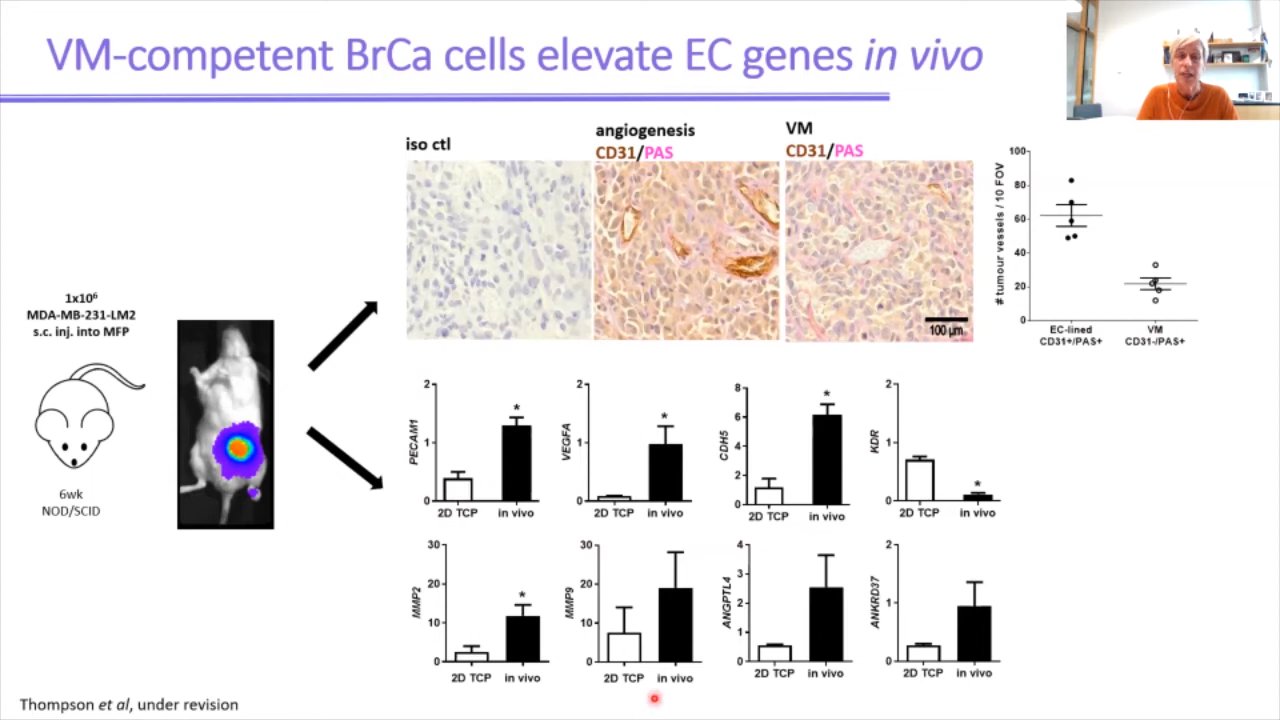 VM-competent BrCa cells elevate EC genes in vivo
iso ctl
angiogenesis
CD31/PAS
VM
CD31/PAS
100 µm
# tumour vessels / 10 FOV
100
80
60
40
20
0
EC-lined
CD31+/PAS+
VM
CD31-/PAS+
1x10⁶
MDA-MB-231-LM2
s.c. inj. into MFP
6wk
NOD/SCID
PECAM1
2
1
0
2D TCP in vivo
*
VEGFA
2
1
0
2D TCP in vivo
*
CDH5
8
6
4
2
0
2D TCP in vivo
*
KDR
2
1
0
2D TCP in vivo
*
MMP2
30
20
10
0
2D TCP in vivo
*
MMP9
30
20
10
0
2D TCP in vivo
ANGPTL4
4
3
2
1
0
2D TCP in vivo
ANKRD37
2
1
0
2D TCP in vivo
Thompson et al, under revision